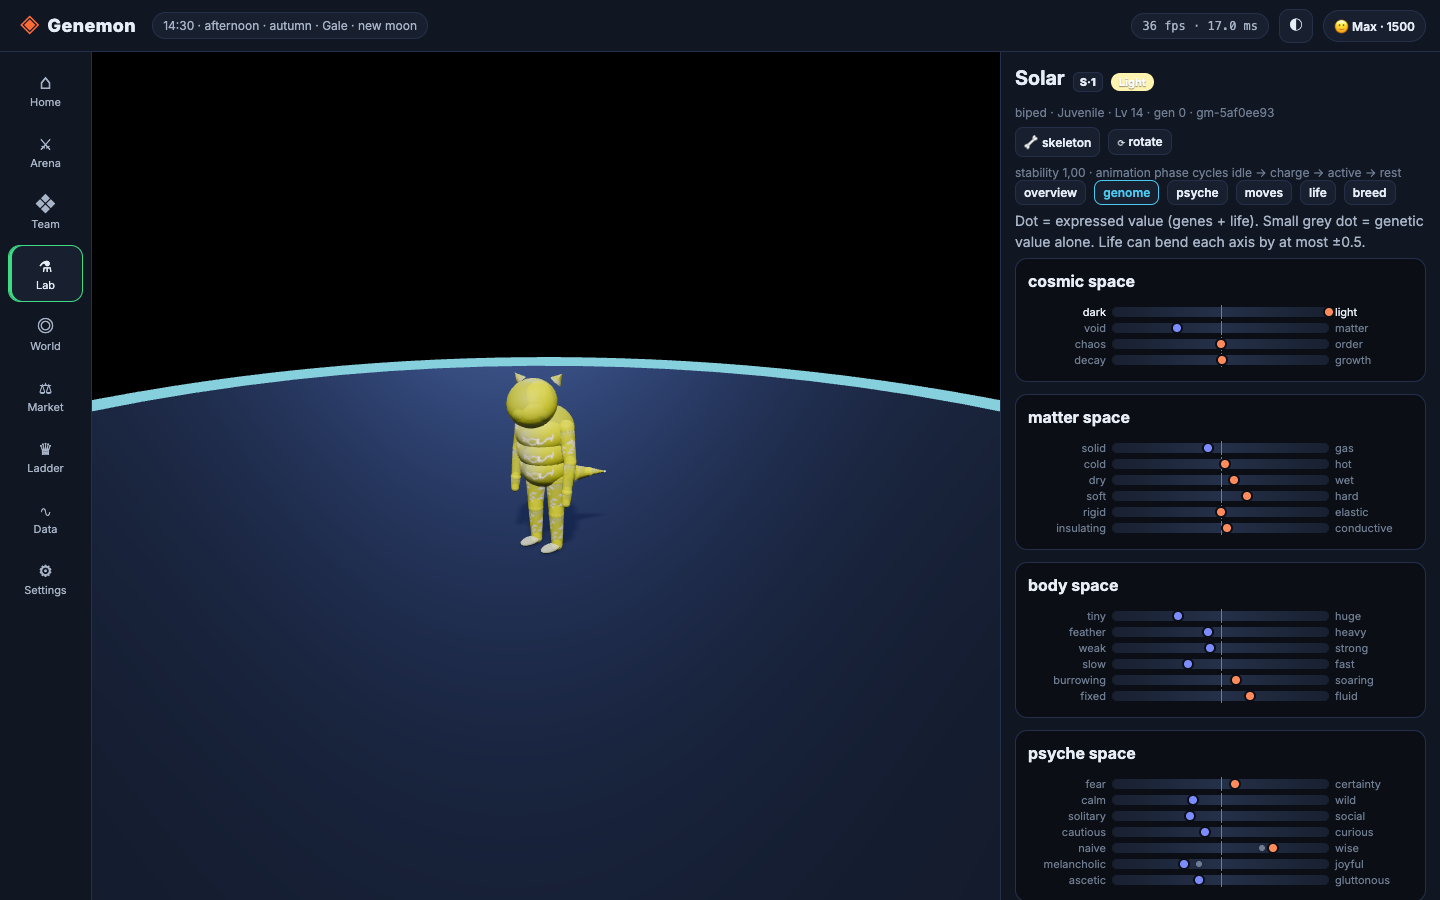 Genemon
14:30 · afternoon · autumn · Gale · new moon
36 fps · 17.0 ms
Max · 1500
Home
Arena
Team
Lab
World
Market
Ladder
Data
Settings
Solar
S·1
Light
biped · Juvenile · Lv 14 · gen 0 · gm-5af0ee93
skeleton
rotate
stability 1,00 · animation phase cycles idle → charge → active → rest
overview
genome
psyche
moves
life
breed
Dot = expressed value (genes + life). Small grey dot = genetic
value alone. Life can bend each axis by at most ±0.5.
cosmic space
dark light
void matter
chaos order
decay growth
matter space
solid gas
cold hot
dry wet
soft hard
rigid elastic
insulating conductive
body space
tiny huge
feather heavy
weak strong
slow fast
burrowing soaring
fixed fluid
psyche space
fear certainty
calm wild
solitary social
cautious curious
naive wise
melancholic joyful
ascetic gluttonous